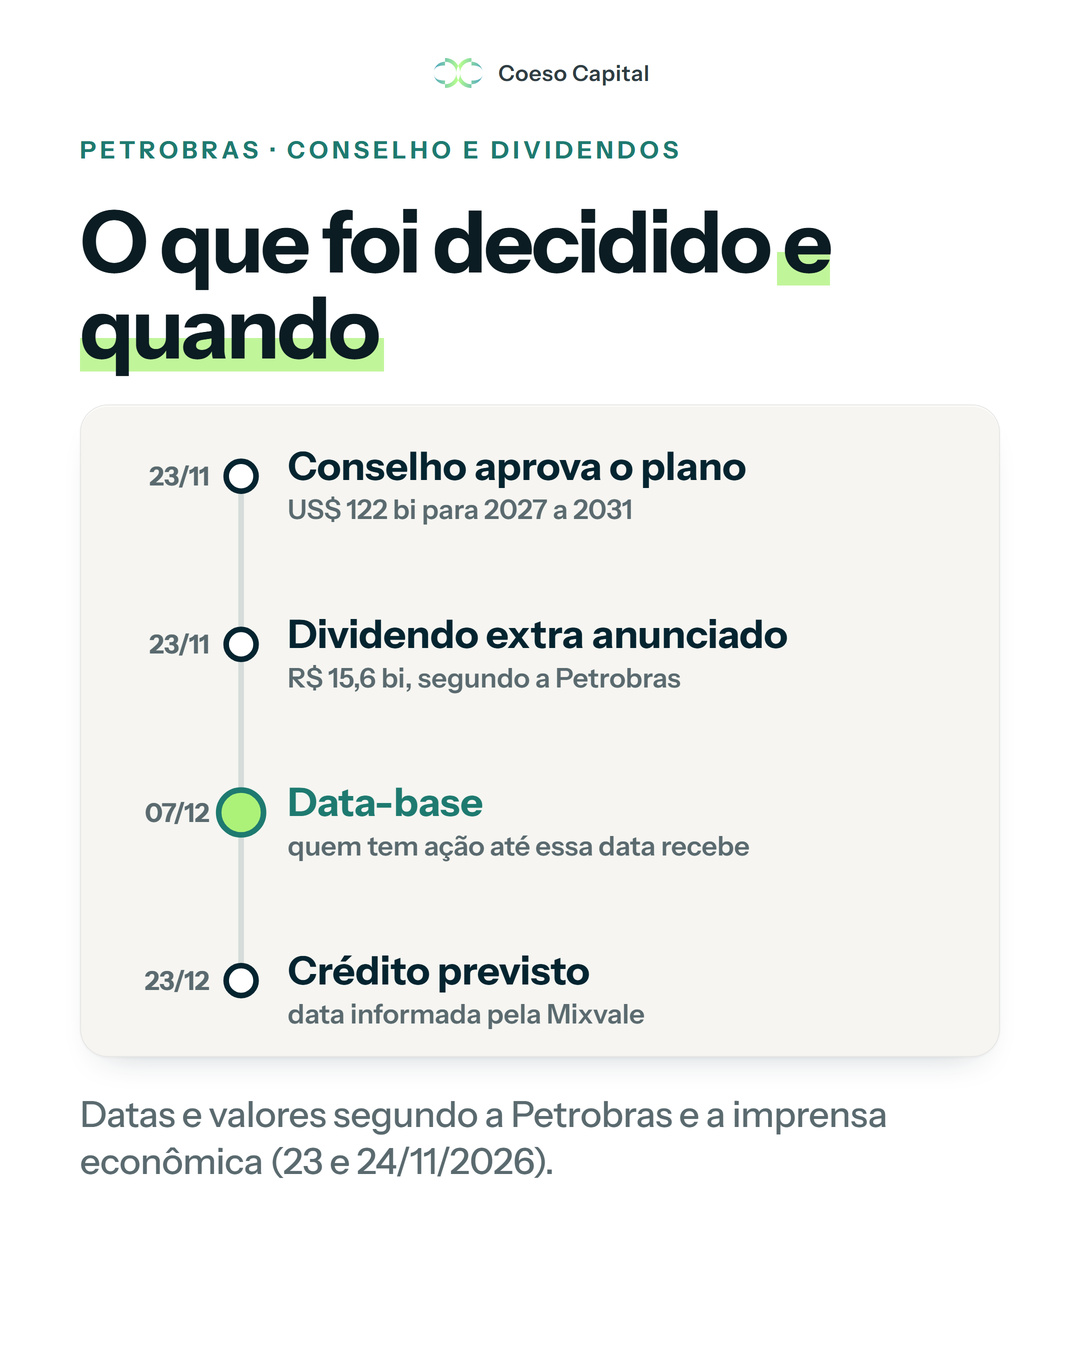 Coeso Capital
PETROBRAS · CONSELHO E DIVIDENDOS
O que foi decidido e
quando
23/11
Conselho aprova o plano
US$ 122 bi para 2027 a 2031
23/11
Dividendo extra anunciado
R$ 15,6 bi, segundo a Petrobras
07/12
Data-base
quem tem ação até essa data recebe
23/12
Crédito previsto
data informada pela Mixvale
Datas e valores segundo a Petrobras e a imprensa
econômica (23 e 24/11/2026).